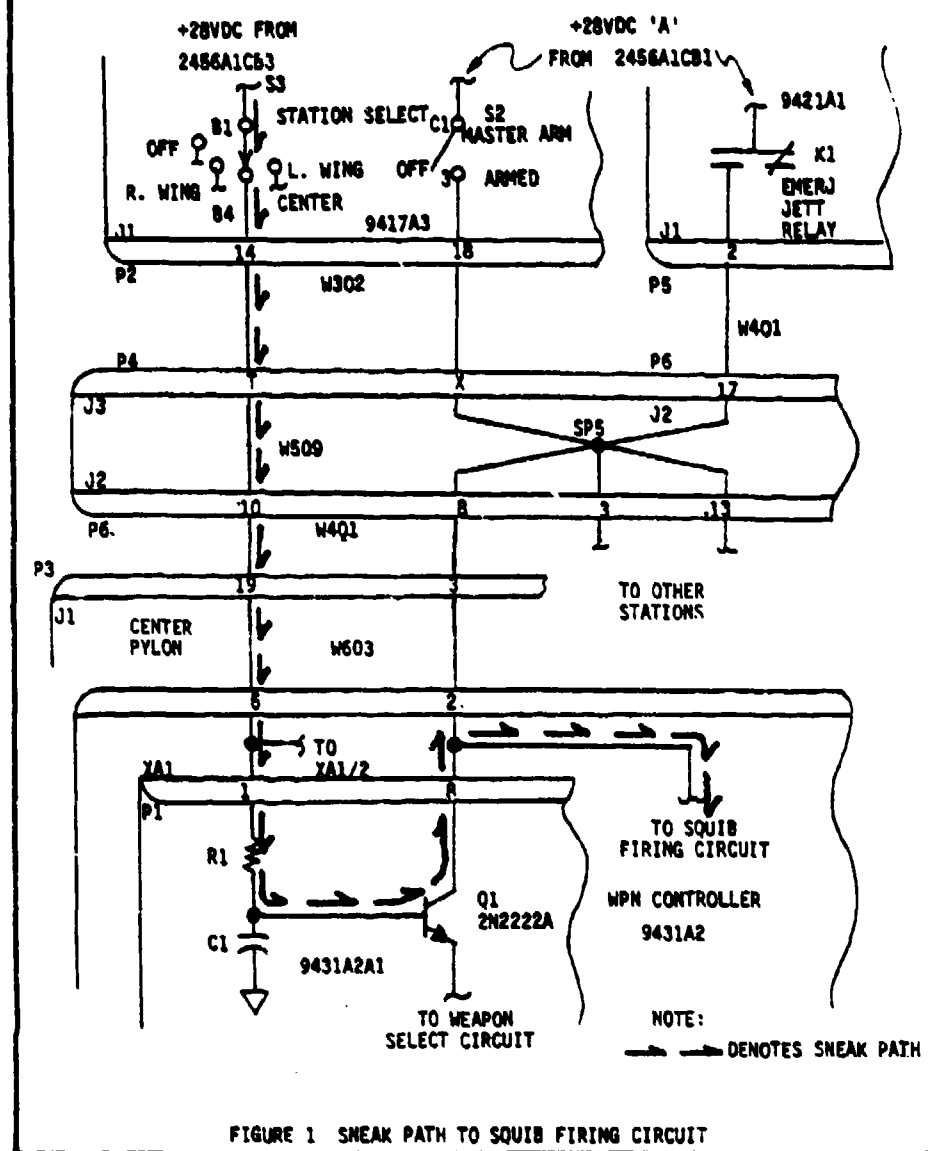 +28VDC FROM
2456A1CB3
+28VDC 'A'
FROM 2456A1CB1
S3
B1
STATION SELECT
OFF
R. WING
L. WING
CENTER
B4
C1
S2
MASTER ARM
OFF
3
ARMED
9421A1
K1
EMERJ
JETT
RELAY
J1
9417A3
14
18
P2
W302
J1
2
P5
W4Q1
P4
P6
X
17
J3
J2
SP5
W509
J2
10
8
3
13
P6.
W4Q1
TO OTHER
STATIONS
P3
19
3
J1
CENTER
PYLON
W603
2
TO
XA1/2
XA1
1
P1
TO SQUIB
FIRING CIRCUIT
R1
Q1
2N2222A
WPN CONTROLLER
9431A2
C1
9431A2A1
TO WEAPON
SELECT CIRCUIT
NOTE:
DENOTES SNEAK PATH
FIGURE 1 SNEAK PATH TO SQUIB FIRING CIRCUIT